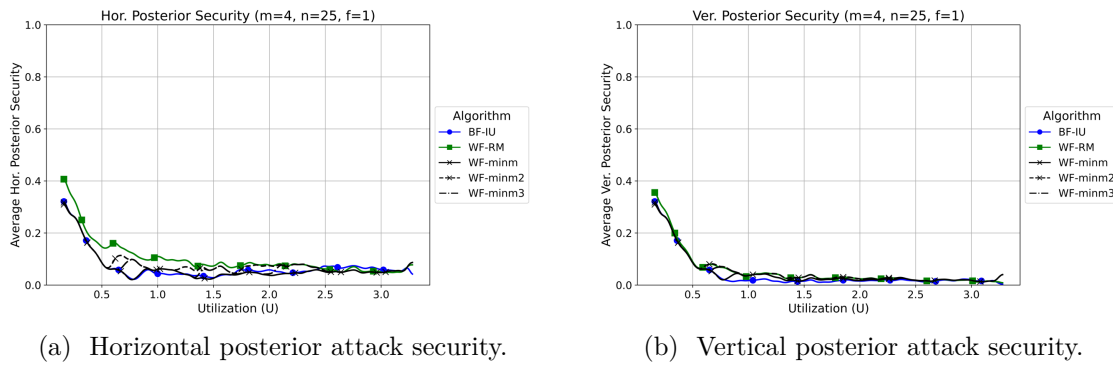 Hor. Posterior Security (m=4, n=25, f=1)
1.0
0.8
0.6
0.4
0.2
0.0
Average Hor. Posterior Security
0.5 1.0 1.5 2.0 2.5 3.0
Utilization (U)
Algorithm
BF-IU
WF-RM
WF-minm
WF-minm2
WF-minm3
(a) Horizontal posterior attack security.
Ver. Posterior Security (m=4, n=25, f=1)
1.0
0.8
0.6
0.4
0.2
0.0
Average Ver. Posterior Security
0.5 1.0 1.5 2.0 2.5 3.0
Utilization (U)
Algorithm
BF-IU
WF-RM
WF-minm
WF-minm2
WF-minm3
(b) Vertical posterior attack security.